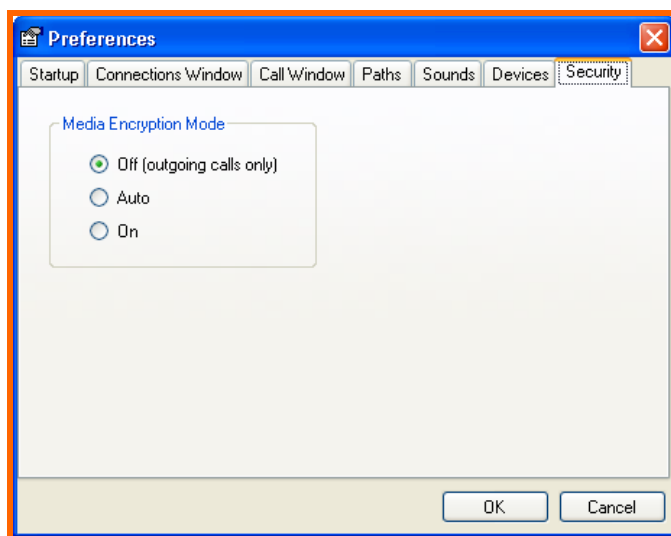 Preferences
Startup Connections Window Call Window Paths Sounds Devices Security
Media Encryption Mode
Off (outgoing calls only)
Auto
On
OK Cancel